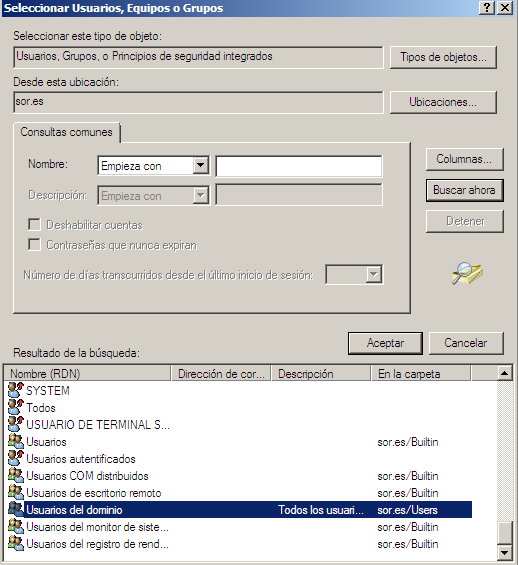 Seleccionar Usuarios, Equipos o Grupos
Seleccionar este tipo de objeto:
Usuarios, Grupos, o Principios de seguridad integrados
Tipos de objetos...
Desde esta ubicación:
sor.es
Ubicaciones...
Consultas comunes
Nombre:
Empieza con
Columnas...
Descripción:
Empieza con
Buscar ahora
Deshabilitar cuentas
Detener
Contraseñas que nunca expiran
Número de días transcurridos desde el último inicio de sesión:
Aceptar
Cancelar
Resultado de la búsqueda:
Nombre (RDN) Dirección de cor... Descripción En la carpeta
SYSTEM
Todos
USUARIO DE TERMINAL S...
Usuarios sor.es/Builtin
Usuarios autentificados
Usuarios COM distribuidos sor.es/Builtin
Usuarios de escritorio remoto sor.es/Builtin
Usuarios del dominio Todos los usuari... sor.es/Users
Usuarios del monitor de siste... sor.es/Builtin
Usuarios del registro de rend... sor.es/Builtin